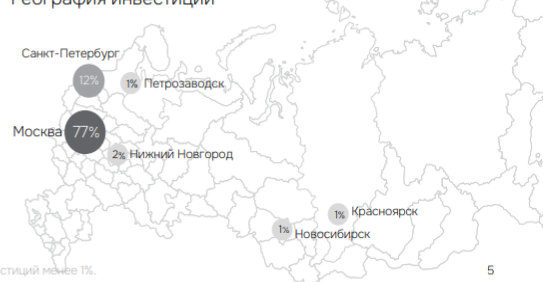 География инвестиций
Санкт-Петербург
12%
1% Петрозаводск
Москва 77%
2% Нижний Новгород
1% Красноярск
1% Новосибирск
стиций менее 1%.
5